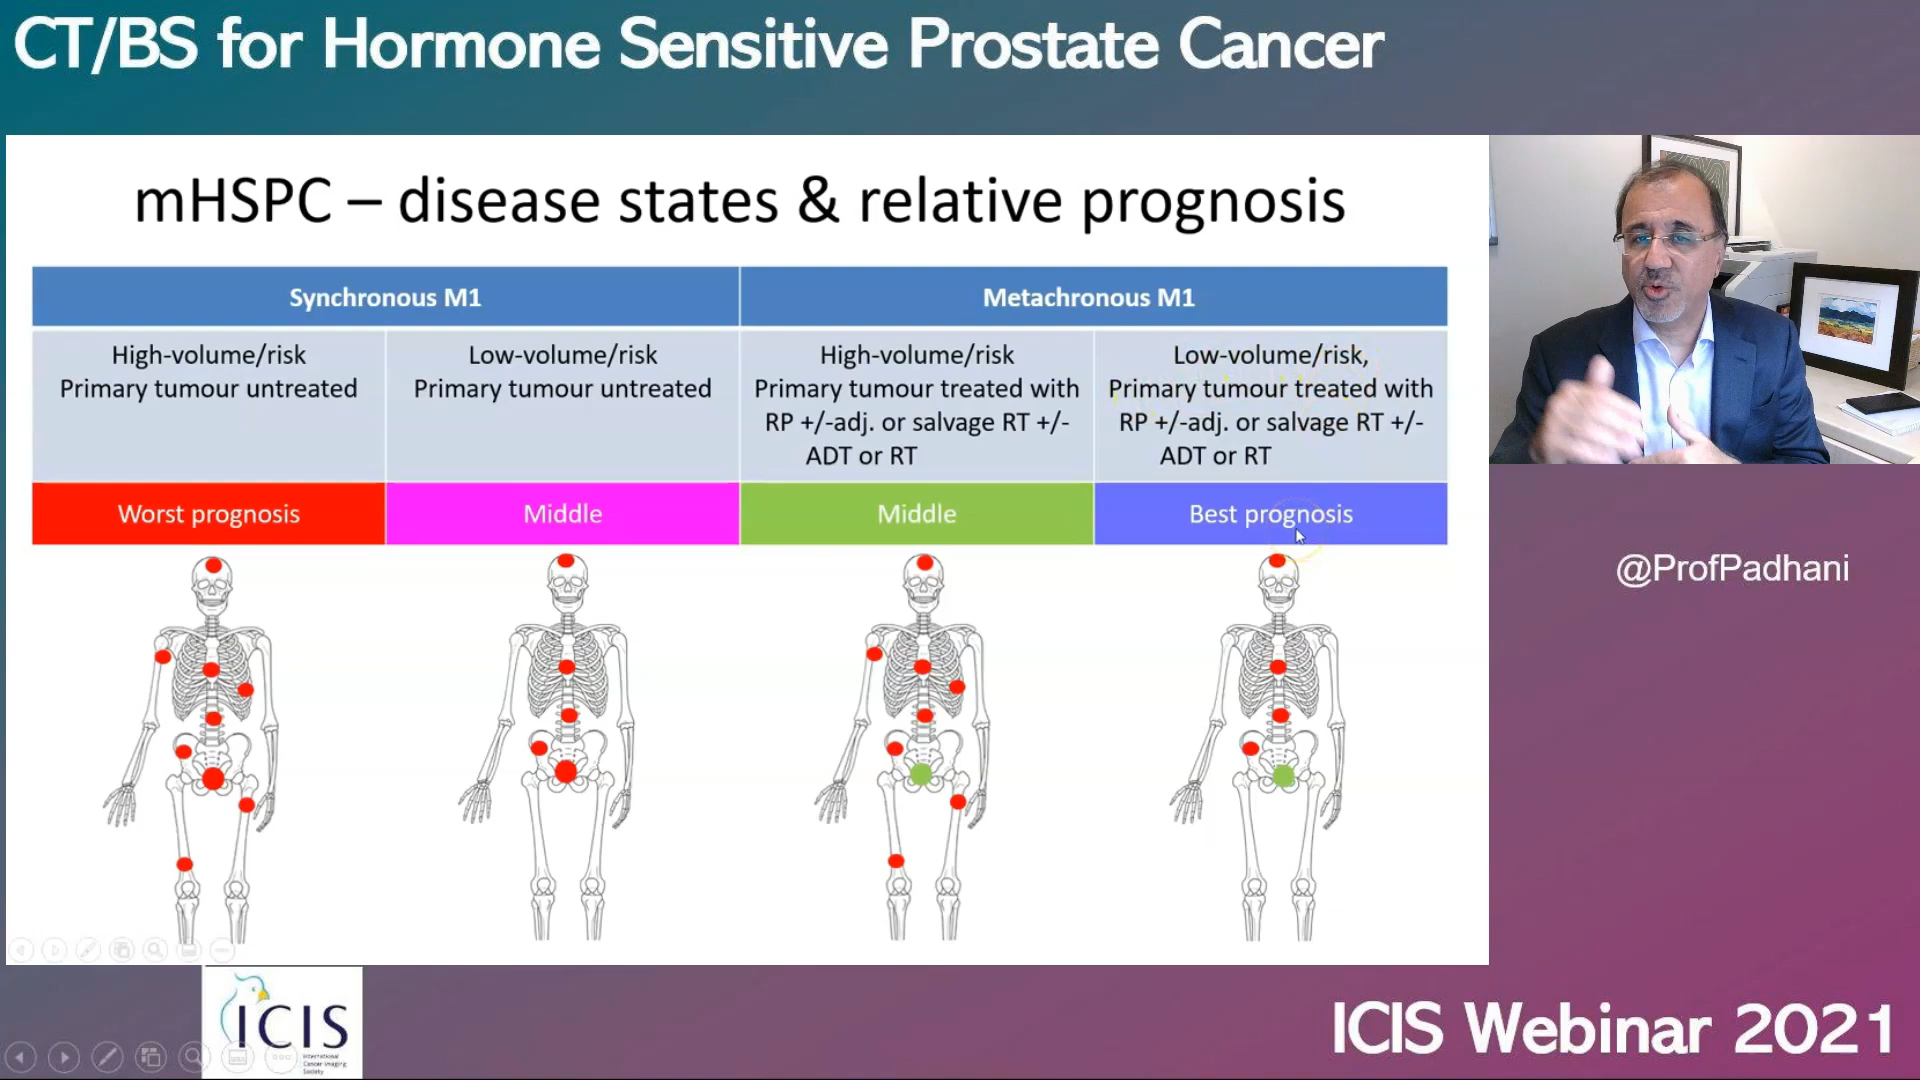 CT/BS for Hormone Sensitive Prostate Cancer
mHSPC – disease states & relative prognosis
Synchronous M1
Metachronous M1
High-volume/risk
Primary tumour untreated
Low-volume/risk
Primary tumour untreated
High-volume/risk
Primary tumour treated with
RP +/-adj. or salvage RT +/-
ADT or RT
Low-volume/risk,
Primary tumour treated with
RP +/-adj. or salvage RT +/-
ADT or RT
Worst prognosis
Middle
Middle
Best prognosis
@ProfPadhani
ICIS
International
Cancer Imaging
Society
ICIS Webinar 2021